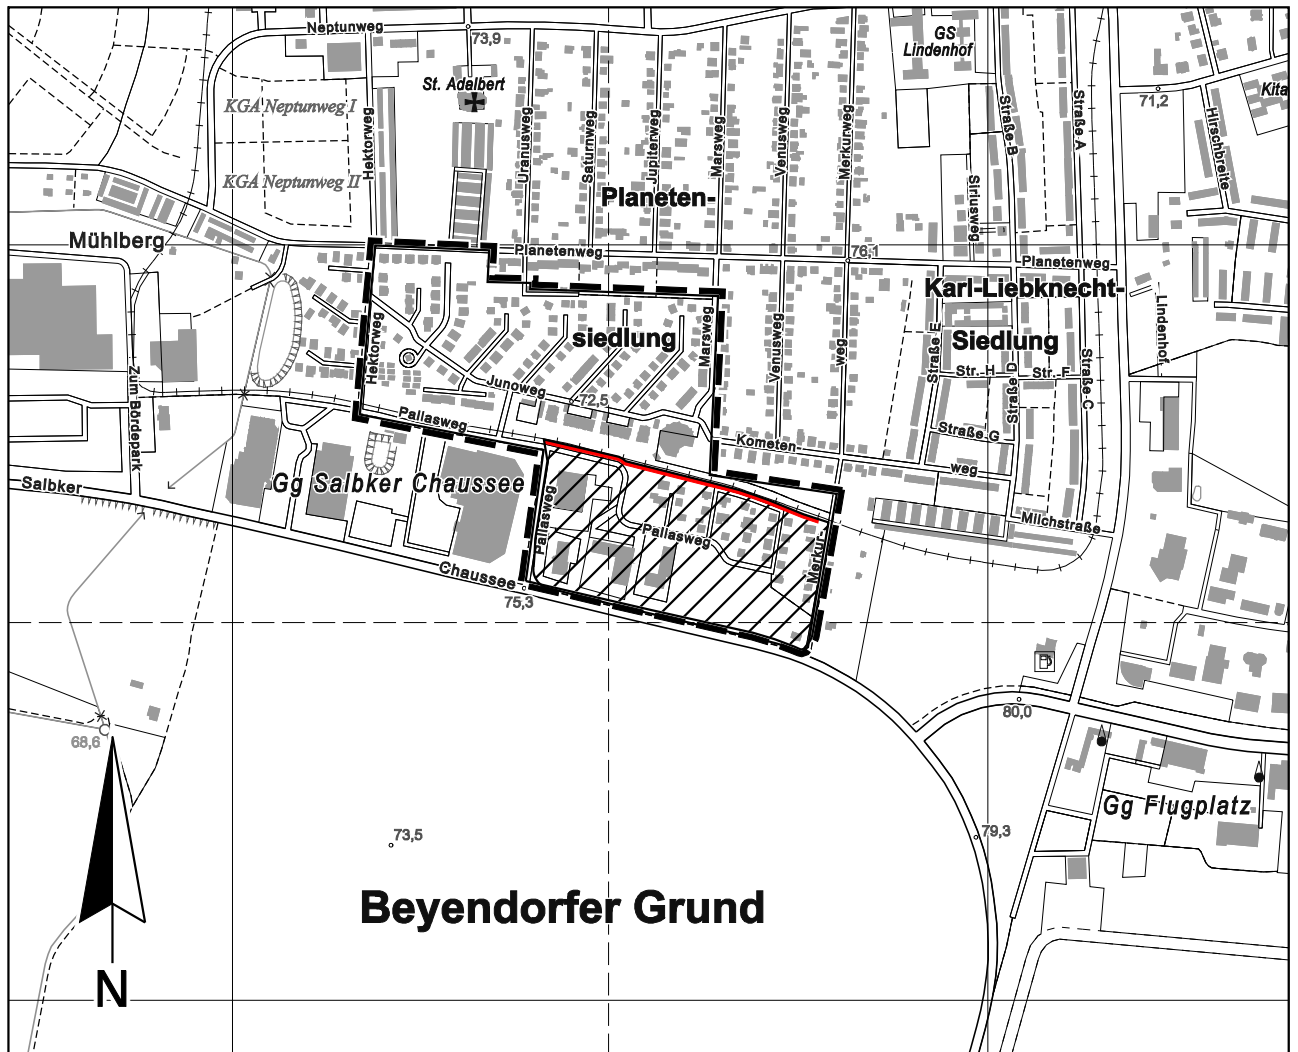 Neptunweg
73,9
GS
Lindenhof
St. Adalbert
71,2
Kita
KGA Neptunweg I
KGA Neptunweg II
Hektorweg
Uranusweg
Saturnweg
Jupiterweg
Marsweg
Venusweg
Merkurweg
Siriusweg
Straße-B
Straße-A
Hirschbreite
Planeten-
Mühlberg
Planetenweg
76,1
Planetenweg
Karl-Liebknecht-
Siedlung
siedlung
Hektorweg
Marsweg
Venusweg
weg
Straße-E
Str.-H
Str.-F
Straße-D
Straße-C
Lindenhof
Zum Bördepark
Junoweg
72,5
Pallasweg
Kometen-
weg
Straße-G
Milchstraße
Salbker
Gg Salbker Chaussee
Pallasweg
Pallasweg
Merkur-
Chaussee
75,3
80,0
68,6
73,5
79,3
Gg Flugplatz
Beyendorfer Grund
N